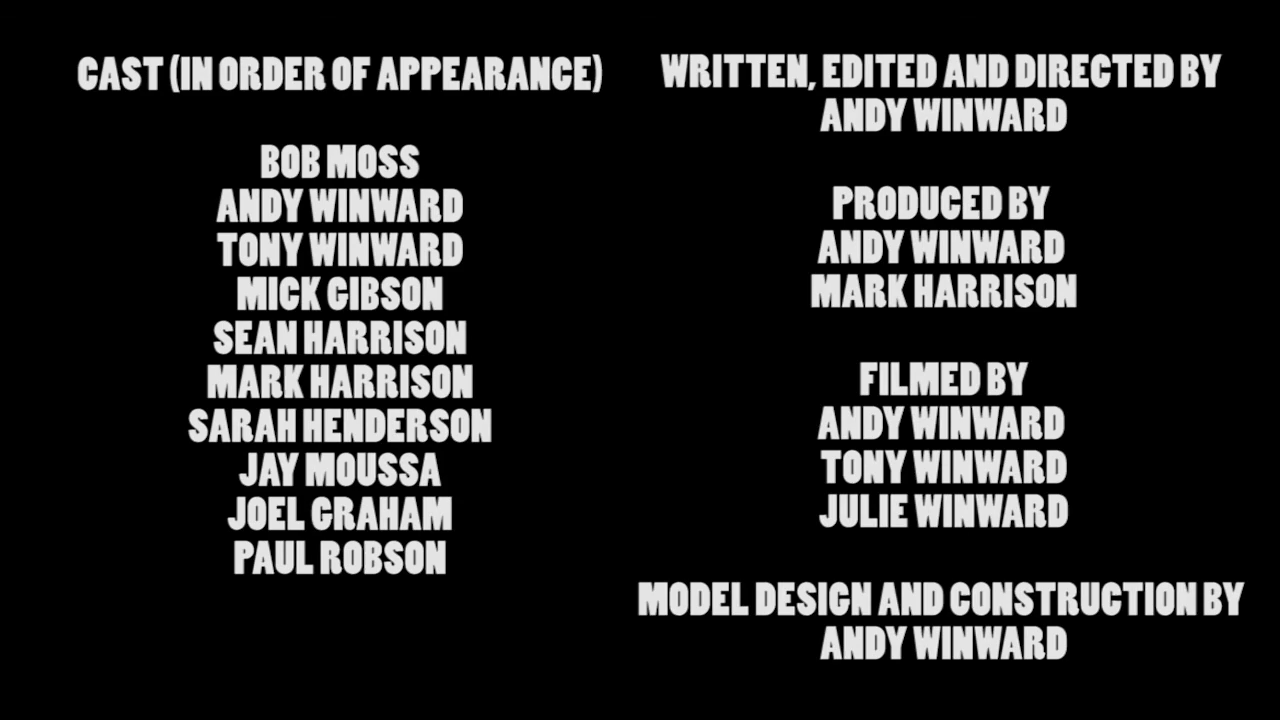 CAST (IN ORDER OF APPEARANCE)
BOB MOSS
ANDY WINWARD
TONY WINWARD
MICK GIBSON
SEAN HARRISON
MARK HARRISON
SARAH HENDERSON
JAY MOUSSA
JOEL GRAHAM
PAUL ROBSON
WRITTEN, EDITED AND DIRECTED BY
ANDY WINWARD
PRODUCED BY
ANDY WINWARD
MARK HARRISON
FILMED BY
ANDY WINWARD
TONY WINWARD
JULIE WINWARD
MODEL DESIGN AND CONSTRUCTION BY
ANDY WINWARD